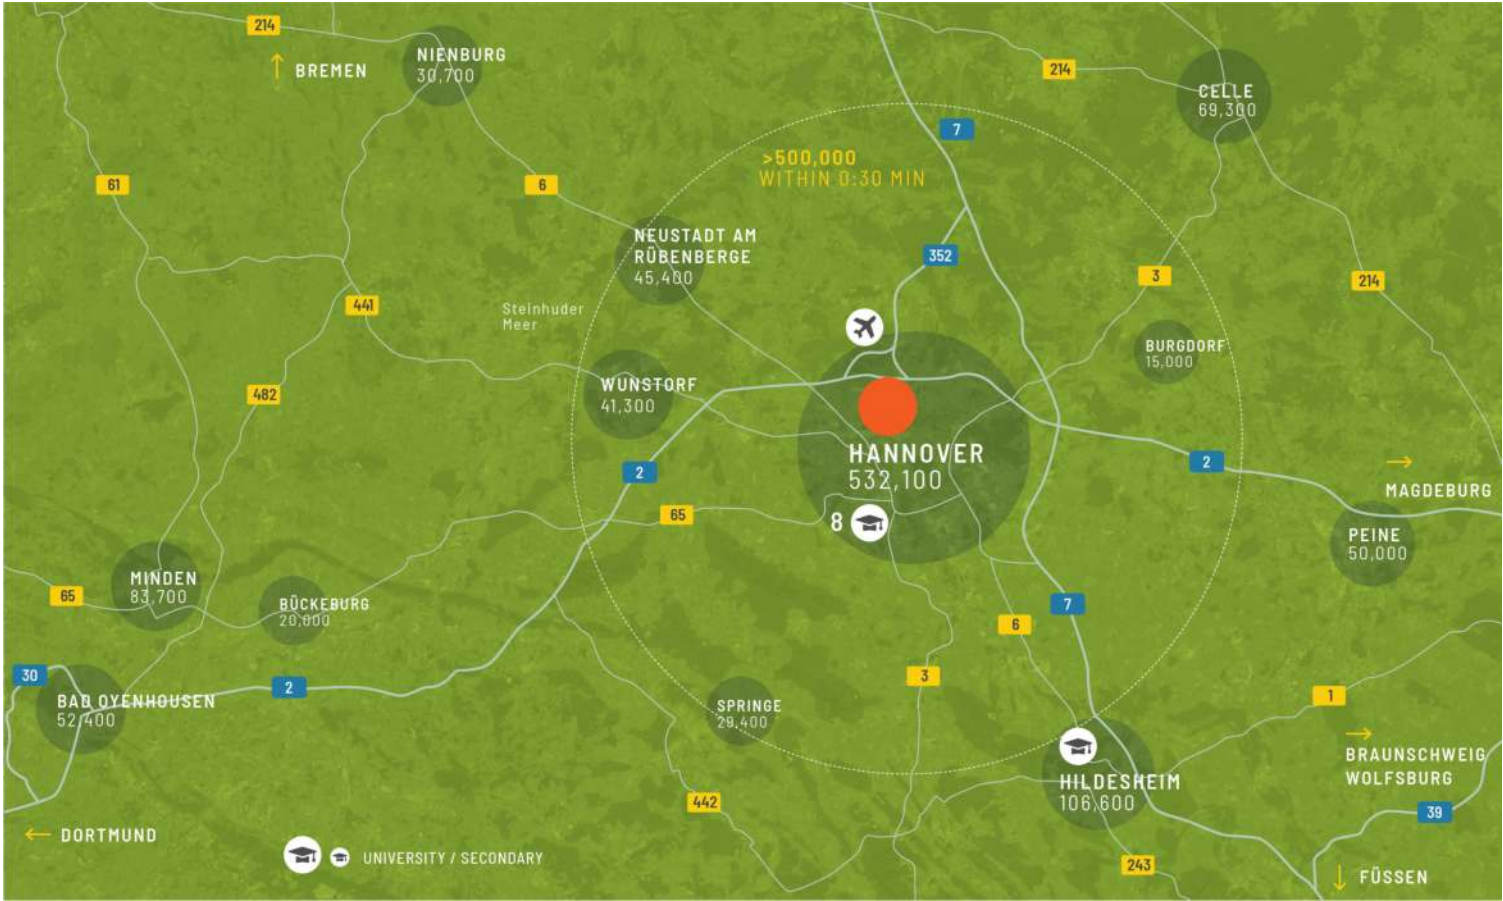 214
BREMEN
NIENBURG
30,700
214
CELLE
69,300
7
>500,000
WITHIN 0:30 MIN
61
6
NEUSTADT AM
RÜBENBERGE
45,400
352
3
214
441
Steinhuder
Meer
BURGDORF
15,000
WUNSTORF
41,300
482
HANNOVER
532,100
2
2
MAGDEBURG
65
8
PEINE
50,000
MINDEN
83,700
65
BÜCKEBURG
20,000
7
6
30
2
3
BAD OYENHOUSEN
52,400
SPRINGE
29,400
1
BRAUNSCHWEIG
WOLFSBURG
HILDESHEIM
106,600
442
39
DORTMUND
UNIVERSITY / SECONDARY
243
FÜSSEN